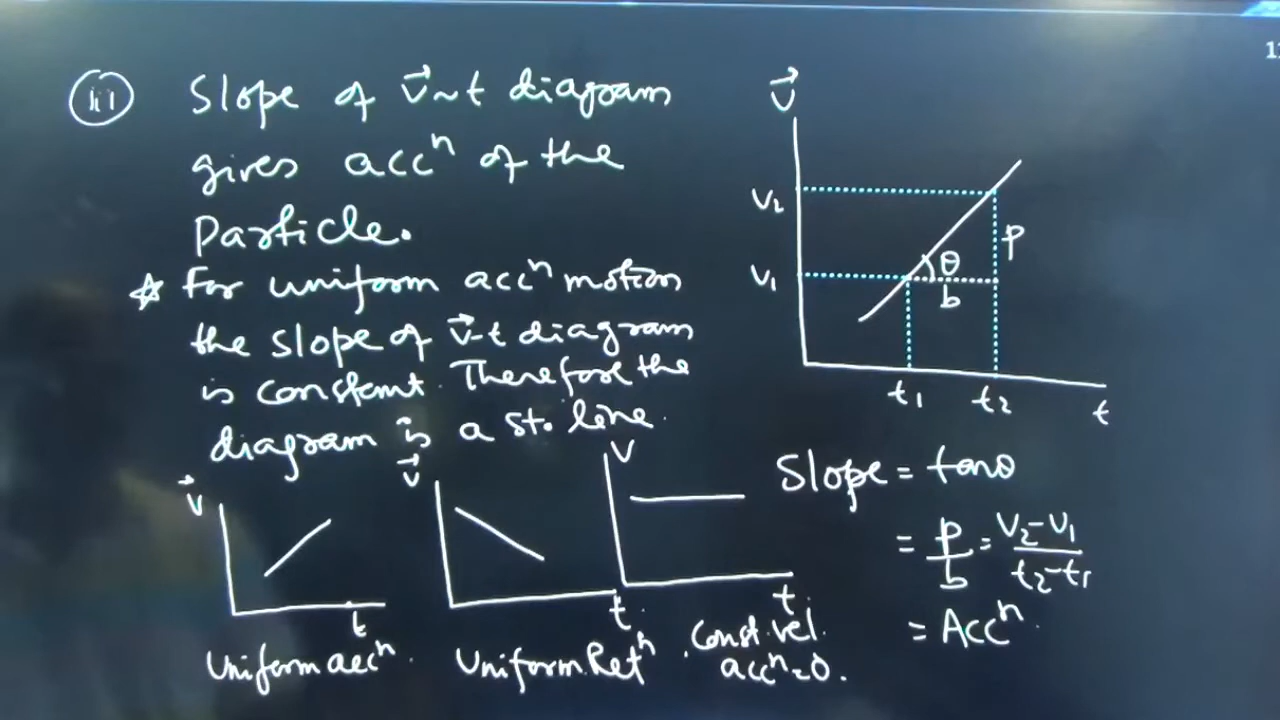 (iii) Slope of v⃗~t diagram
gives accⁿ of the
Particle.
☆ For uniform accⁿ motion
the slope of v⃗-t diagram
is constant. Therefore the
diagram is a st. line.
v⃗
t
Uniform accⁿ.
v⃗
t
Uniform Retⁿ.
v
t
Const. vel.
accⁿ=0.
v⃗
v₂
v₁
θ
p
b
t₁ t₂ t
Slope = tanθ
= p/b = v₂-v₁/t₂-t₁
= Accⁿ.